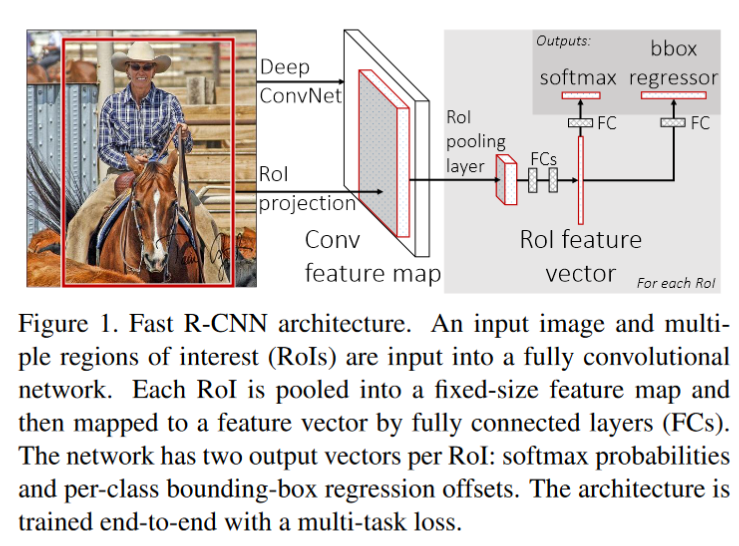 Deep
ConvNet
RoI
projection
Conv
feature map
RoI
pooling
layer
FCs
RoI feature
vector
Outputs:
softmax
bbox
regressor
FC
FC
For each RoI
Figure 1. Fast R-CNN architecture. An input image and multi-
ple regions of interest (RoIs) are input into a fully convolutional
network. Each RoI is pooled into a fixed-size feature map and
then mapped to a feature vector by fully connected layers (FCs).
The network has two output vectors per RoI: softmax probabilities
and per-class bounding-box regression offsets. The architecture is
trained end-to-end with a multi-task loss.